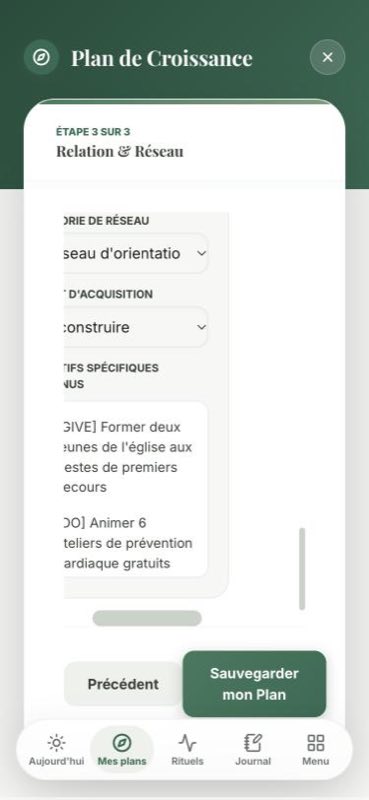 Plan de Croissance
ÉTAPE 3 SUR 3
Relation & Réseau
ORIE DE RÉSEAU
seau d'orientatio
T D'ACQUISITION
construire
TIFS SPÉCIFIQUES
NUS
GIVE] Former deux
eunes de l'église aux
estes de premiers
ecours
DO] Animer 6
teliers de prévention
ardiaque gratuits
Précédent
Sauvegarder
mon Plan
Aujourd'hui
Mes plans
Rituels
Journal
Menu